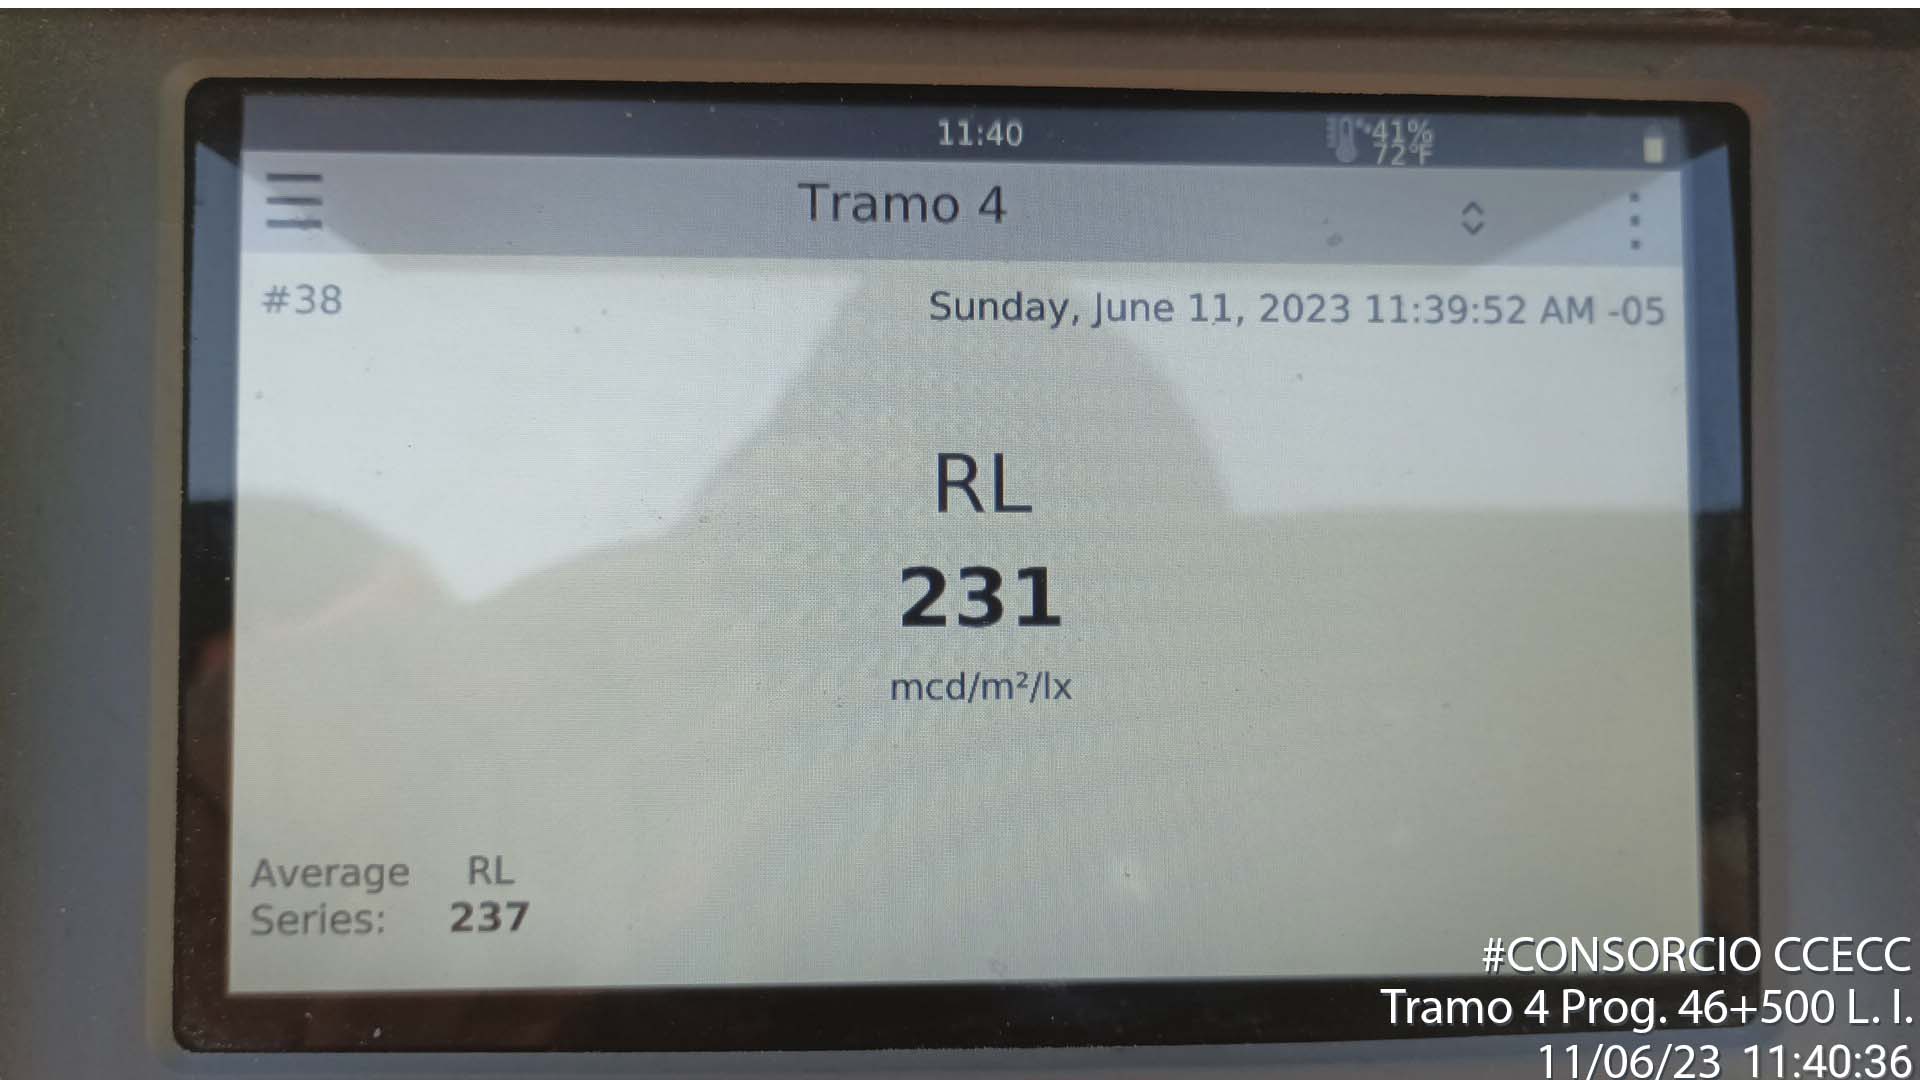 11:40
41%
72°F
Tramo 4
#38
Sunday, June 11, 2023 11:39:52 AM -05
RL
231
mcd/m²/lx
Average RL
Series: 237
#CONSORCIO CCECC
Tramo 4 Prog. 46+500 L. I.
11/06/23 11:40:36